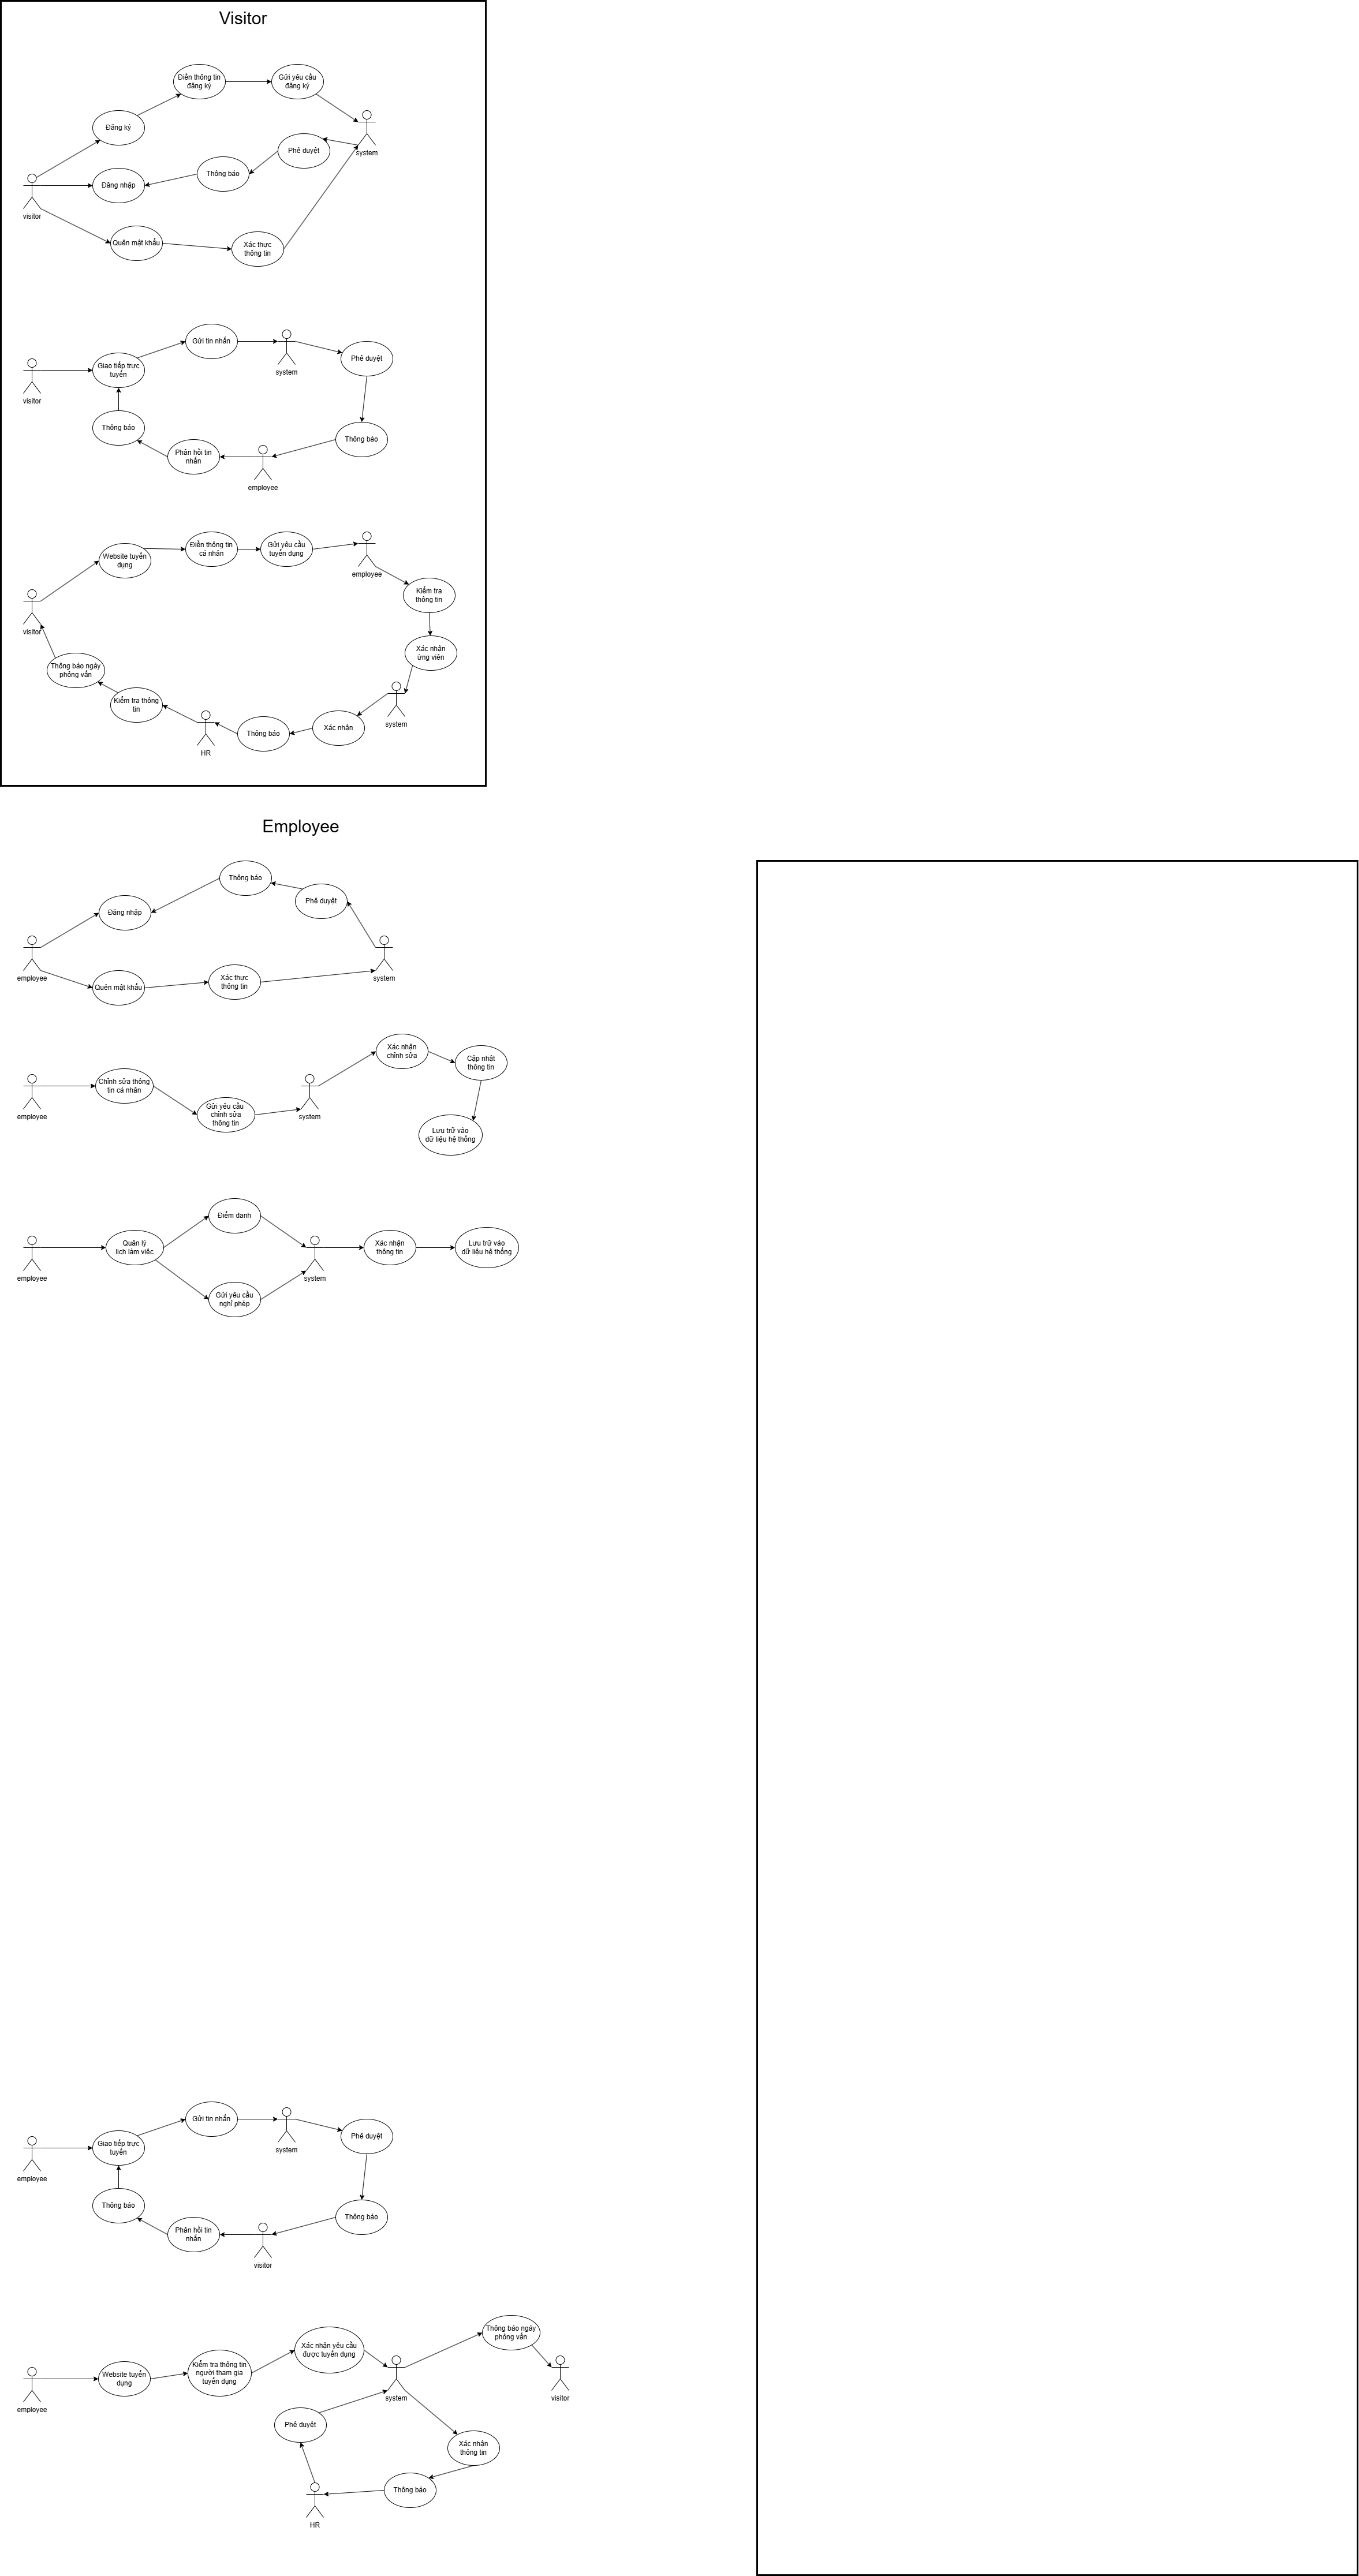 Visitor
Điền thông tin
đăng ký
Gửi yêu cầu
đăng ký
Đăng ký
system
Phê duyệt
Thông báo
Đăng nhập
visitor
Quên mật khẩu
Xác thực
thông tin
Gửi tin nhắn
system
Phê duyệt
Giao tiếp trực
tuyến
visitor
Thông báo
Thông báo
Phản hồi tin
nhắn
employee
Website tuyển
dụng
Điền thông tin
cá nhân
Gửi yêu cầu
tuyển dụng
employee
Kiểm tra
thông tin
visitor
Xác nhận
ứng viên
Thông báo ngày
phỏng vấn
Kiểm tra thông
tin
system
HR
Thông báo
Xác nhận
Employee
Thông báo
Phê duyệt
Đăng nhập
employee
system
Quên mật khẩu
Xác thực
thông tin
Xác nhận
chỉnh sửa
Cập nhật
thông tin
Chỉnh sửa thông
tin cá nhân
employee
Gửi yêu cầu
chỉnh sửa
thông tin
system
Lưu trữ vào
dữ liệu hệ thống
Điểm danh
Quản lý
lịch làm việc
employee
system
Xác nhận
thông tin
Lưu trữ vào
dữ liệu hệ thống
Gửi yêu cầu
nghỉ phép
Gửi tin nhắn
system
Phê duyệt
Giao tiếp trực
tuyến
employee
Thông báo
Thông báo
Phản hồi tin
nhắn
visitor
Thông báo ngày
phỏng vấn
Xác nhận yêu cầu
được tuyển dụng
Website tuyển
dụng
Kiểm tra thông tin
người tham gia
tuyển dụng
employee
system
visitor
Phê duyệt
Xác nhận
thông tin
Thông báo
HR